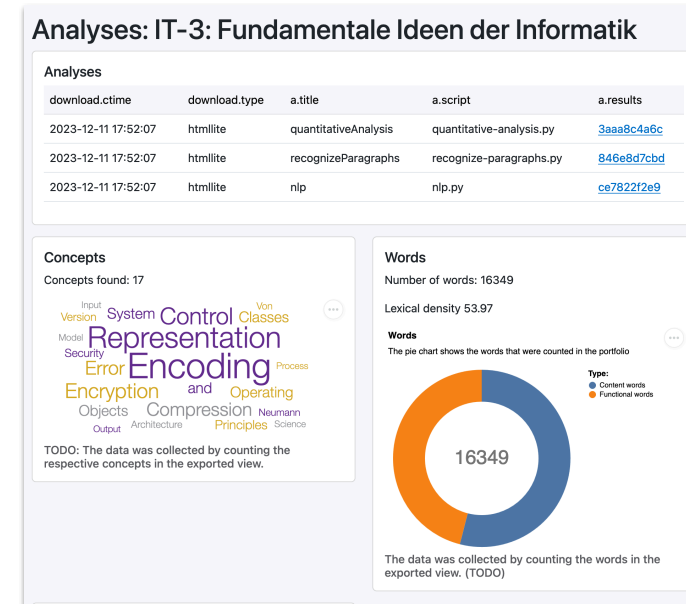 Analyses: IT-3: Fundamentale Ideen der Informatik
Analyses
download.ctime download.type a.title a.script a.results
2023-12-11 17:52:07 htmllite quantitativeAnalysis quantitative-analysis.py 3aaa8c4a6c
2023-12-11 17:52:07 htmllite recognizeParagraphs recognize-paragraphs.py 846e8d7cbd
2023-12-11 17:52:07 htmllite nlp nlp.py ce7822f2e9
Concepts
Concepts found: 17
Input
Von
Version System Control Classes
Model Representation
Security
Error Encoding Process
Encryption and Operating
Objects Compression Neumann
Output Architecture Principles Science
TODO: The data was collected by counting the
respective concepts in the exported view.
Words
Number of words: 16349
Lexical density 53.97
Words
The pie chart shows the words that were counted in the portfolio
Type:
Content words
Functional words
16349
The data was collected by counting the words in the
exported view. (TODO)